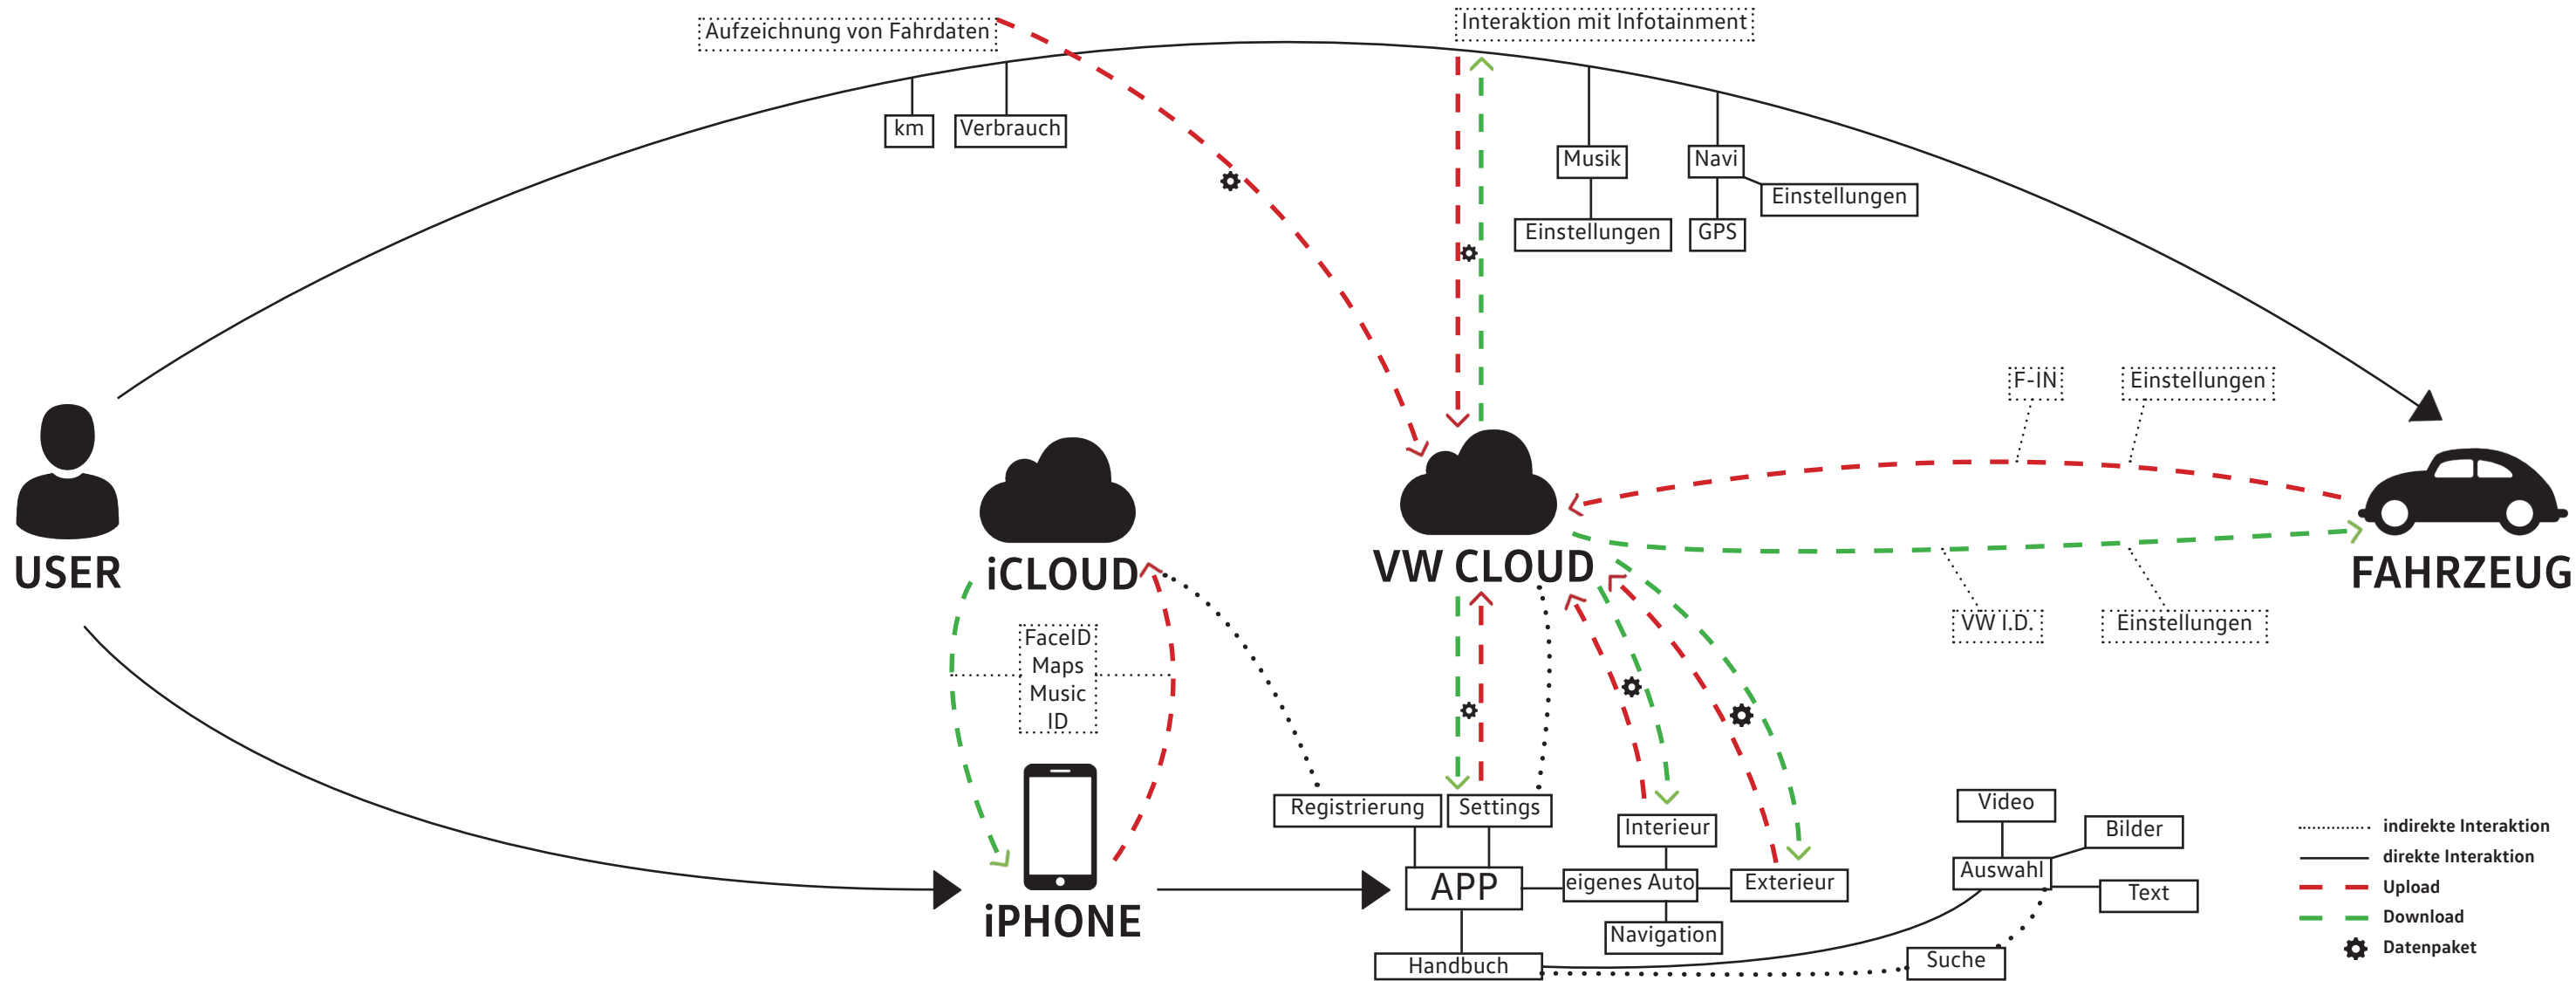 Aufzeichnung von Fahrdaten
Interaktion mit Infotainment
km
Verbrauch
Musik
Navi
Einstellungen
Einstellungen
GPS
F-IN
Einstellungen
USER
iCLOUD
VW CLOUD
FAHRZEUG
FaceID
Maps
Music
ID
VW I.D.
Einstellungen
Registrierung
Settings
Interieur
Video
Bilder
Auswahl
Text
APP
eigenes Auto
Exterieur
iPHONE
Navigation
Handbuch
Suche
indirekte Interaktion
direkte Interaktion
Upload
Download
Datenpaket